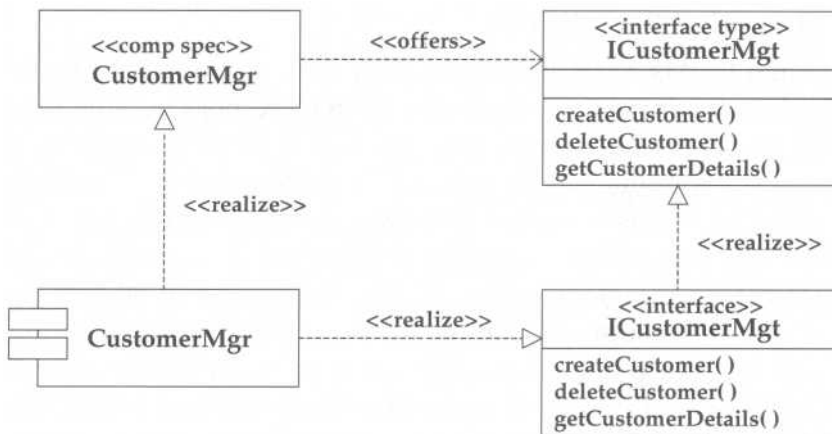 <<comp spec>>
CustomerMgr
<<offers>>
<<interface type>>
ICustomerMgt
createCustomer( )
deleteCustomer( )
getCustomerDetails( )
<<realize>>
<<realize>>
CustomerMgr
<<realize>>
<<interface>>
ICustomerMgt
createCustomer( )
deleteCustomer( )
getCustomerDetails( )